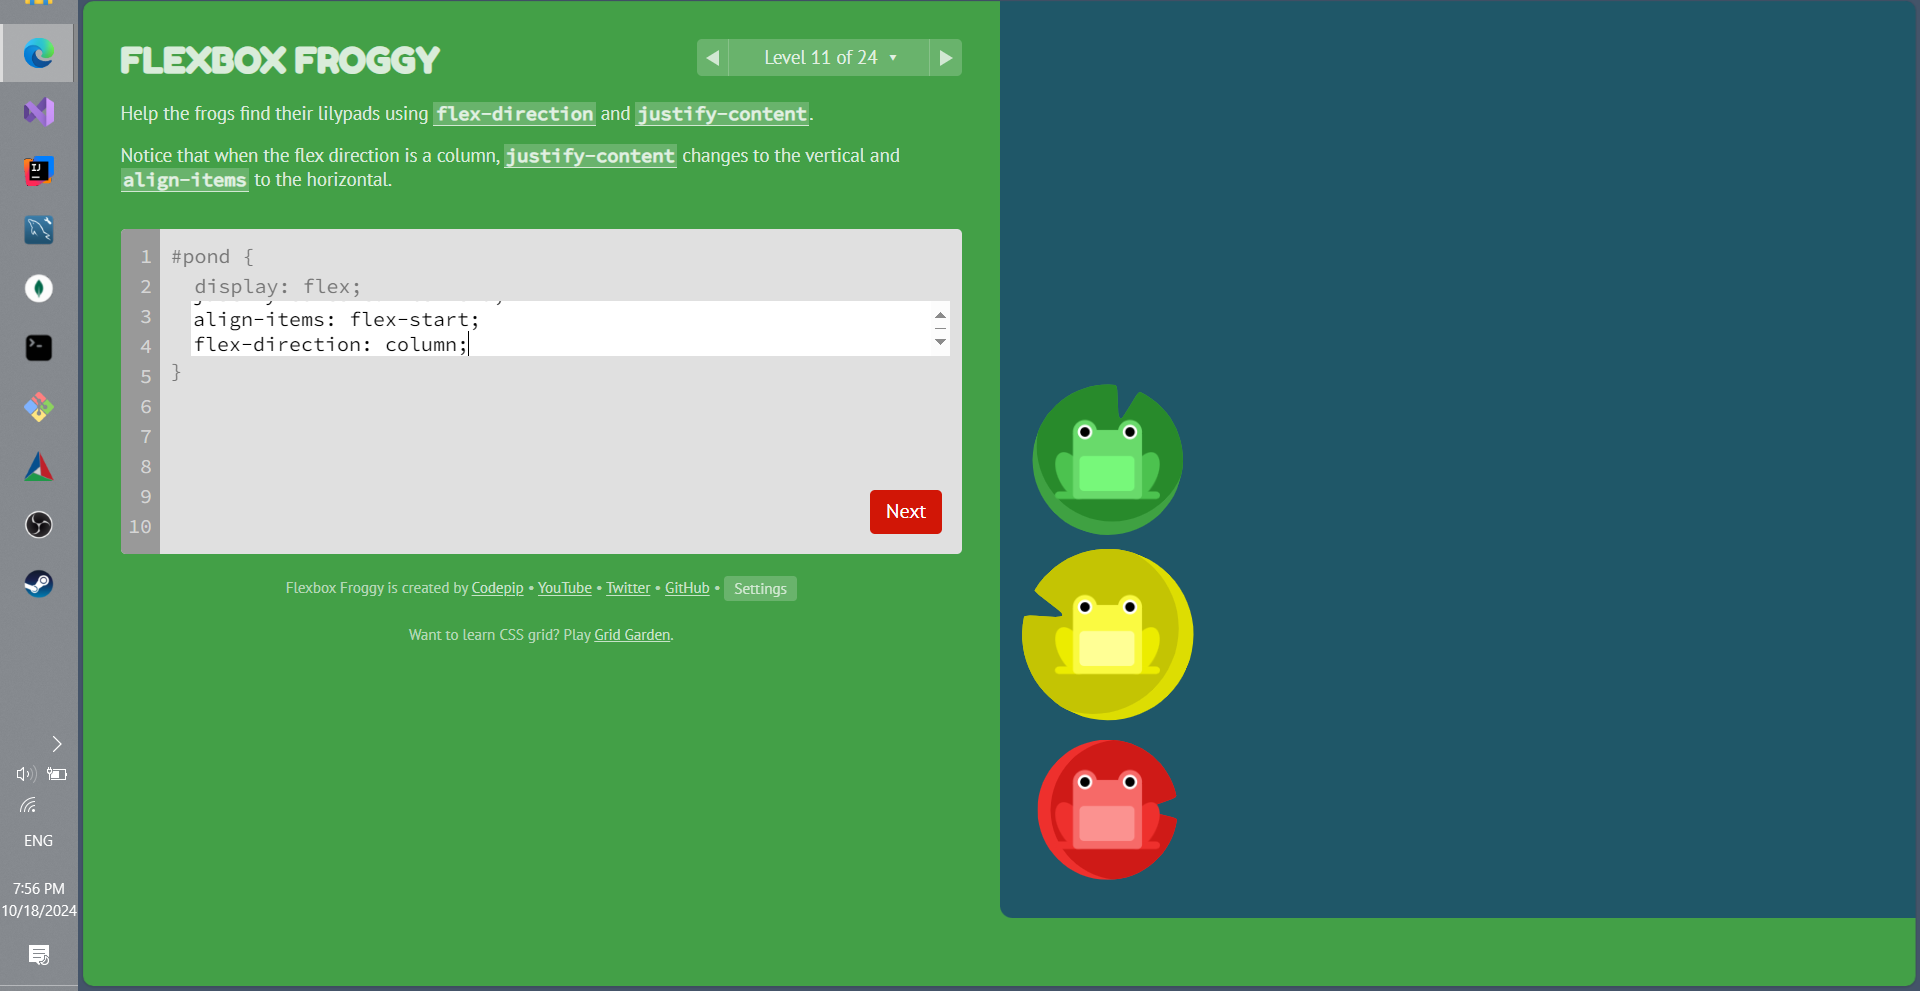 FLEXBOX FROGGY
Level 11 of 24
Help the frogs find their lilypads using flex-direction and justify-content.
Notice that when the flex direction is a column, justify-content changes to the vertical and
align-items to the horizontal.
1 #pond {
2 display: flex;
3 align-items: flex-start;
4 flex-direction: column;
5 }
6
7
8
9
10
Next
Flexbox Froggy is created by Codepip • YouTube • Twitter • GitHub • Settings
Want to learn CSS grid? Play Grid Garden.
IJ
ENG
7:56 PM
10/18/2024